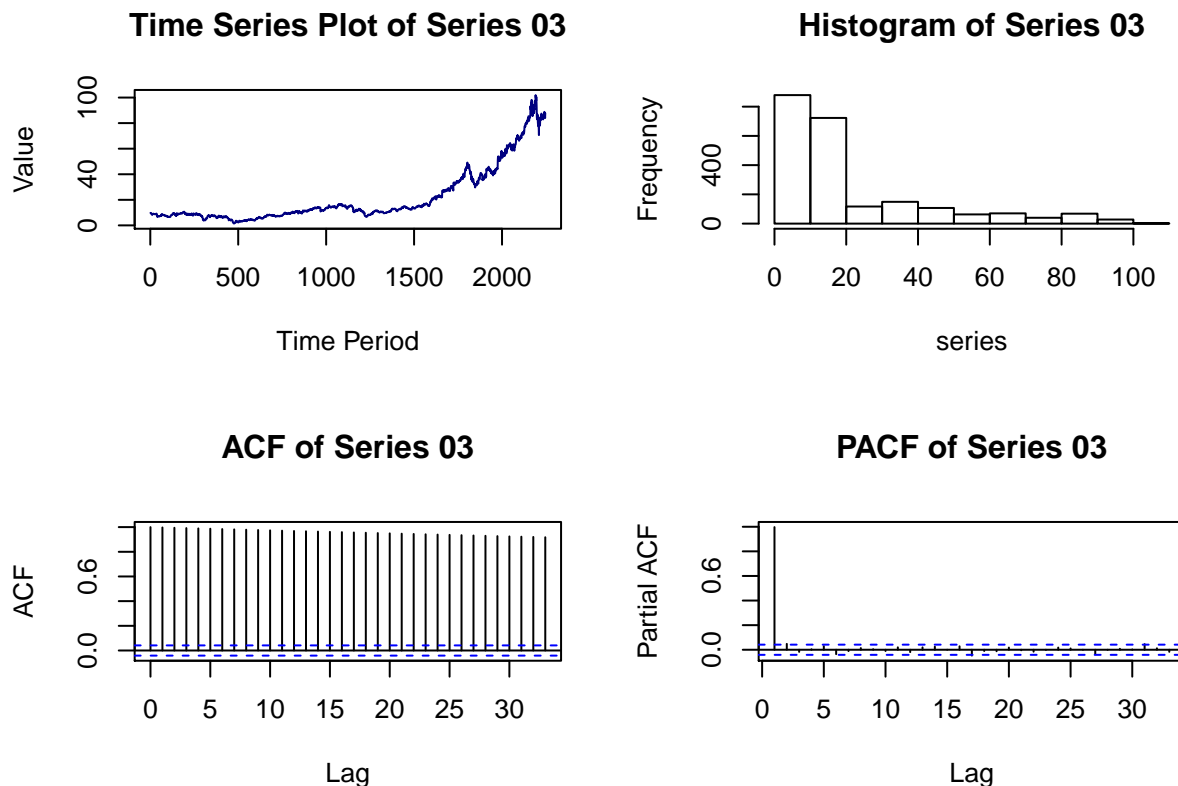 Time Series Plot of Series 03
Value
0 40 100
0 500 1000 1500 2000
Time Period
Histogram of Series 03
Frequency
0 400
0 20 40 60 80 100
series
ACF of Series 03
ACF
0.0 0.6
0 5 10 15 20 25 30
Lag
PACF of Series 03
Partial ACF
0.0 0.6
0 5 10 15 20 25 30
Lag